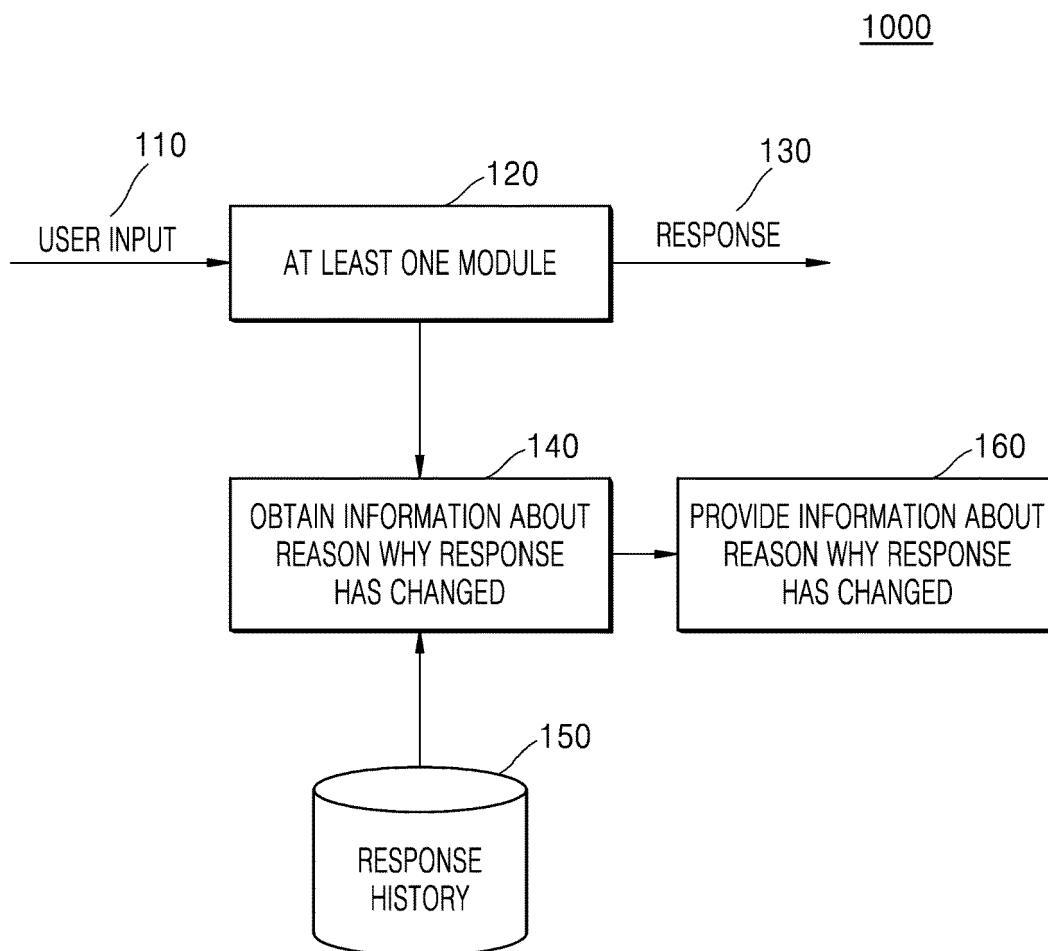 1000
110
120
130
USER INPUT
AT LEAST ONE MODULE
RESPONSE
140
160
OBTAIN INFORMATION ABOUT
REASON WHY RESPONSE
HAS CHANGED
PROVIDE INFORMATION ABOUT
REASON WHY RESPONSE
HAS CHANGED
150
RESPONSE
HISTORY